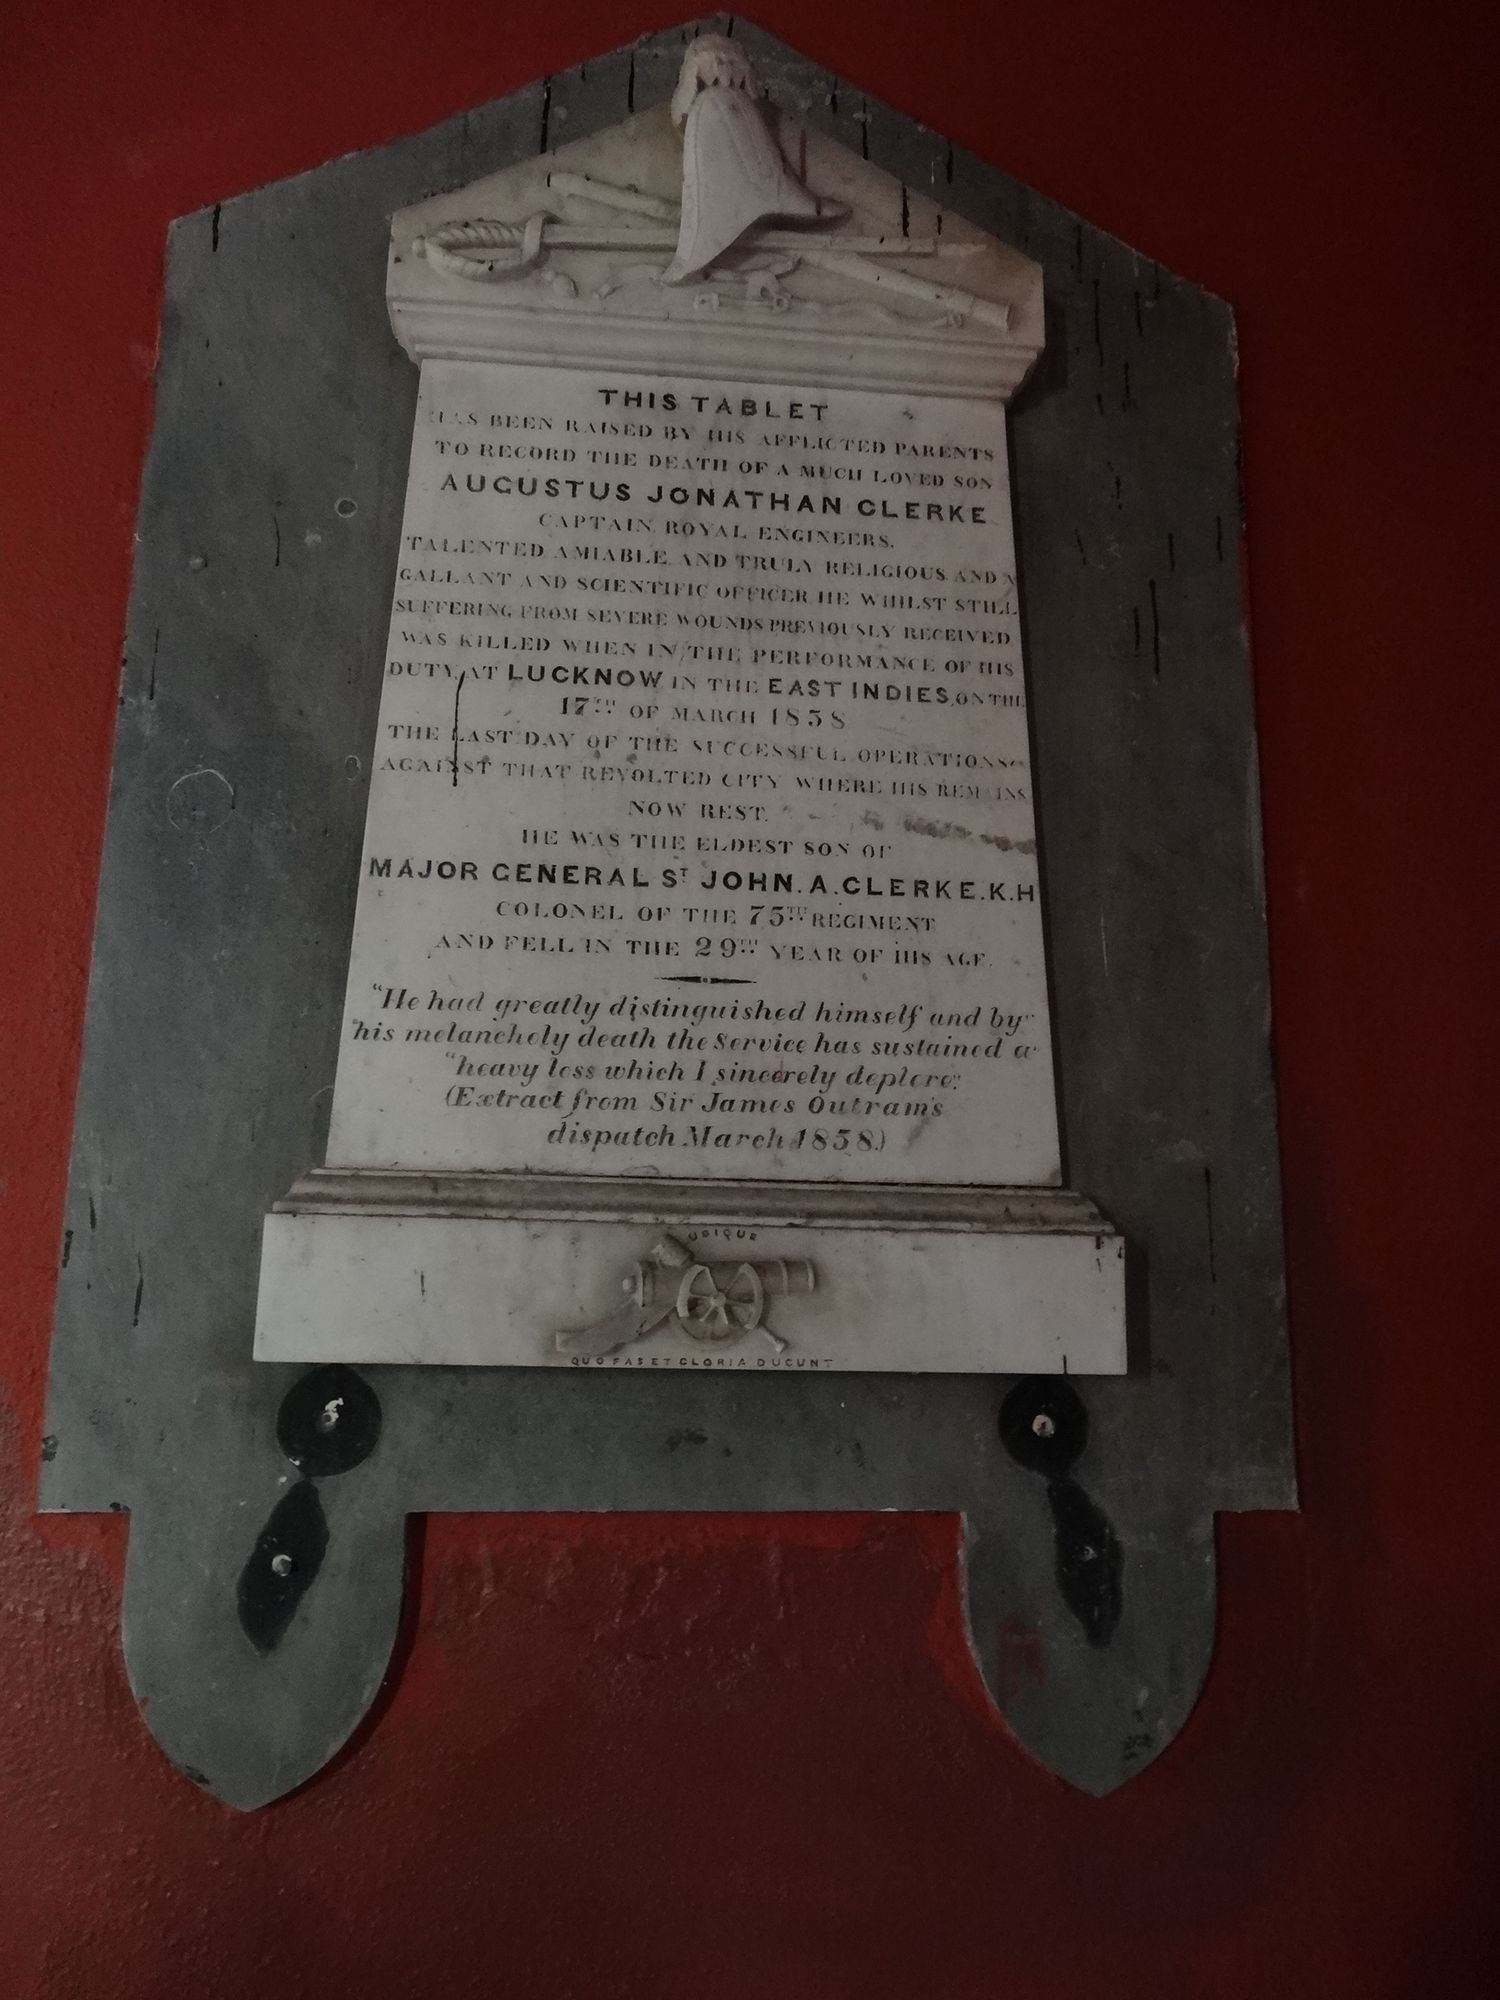 THIS TABLET
HAS BEEN RAISED BY HIS AFFLICTED PARENTS
TO RECORD THE DEATH OF A MUCH LOVED SON
AUGUSTUS JONATHAN CLERKE
CAPTAIN, ROYAL ENGINEERS.
TALENTED AMIABLE, AND TRULY RELIGIOUS, AND A
GALLANT AND SCIENTIFIC OFFICER, HE WHILST STILL
SUFFERING FROM SEVERE WOUNDS PREVIOUSLY RECEIVED
WAS KILLED WHEN IN THE PERFORMANCE OF HIS
DUTY, AT LUCKNOW IN THE EAST INDIES, ON THE
17TH OF MARCH 1858
THE LAST DAY OF THE SUCCESSFUL OPERATIONS
AGAINST THAT REVOLTED CITY WHERE HIS REMAINS
NOW REST.
HE WAS THE ELDEST SON OF
MAJOR GENERAL ST JOHN. A. CLERKE. K.H
COLONEL OF THE 75TH REGIMENT
AND FELL IN THE 29TH YEAR OF HIS AGE.
"He had greatly distinguished himself and by"
"his melancholy death the Service has sustained a"
"heavy loss which I sincerely deplore."
(Extract from Sir James Outram's
dispatch March 1858.)
UBIQUE
QUO FAS ET GLORIA DUCUNT